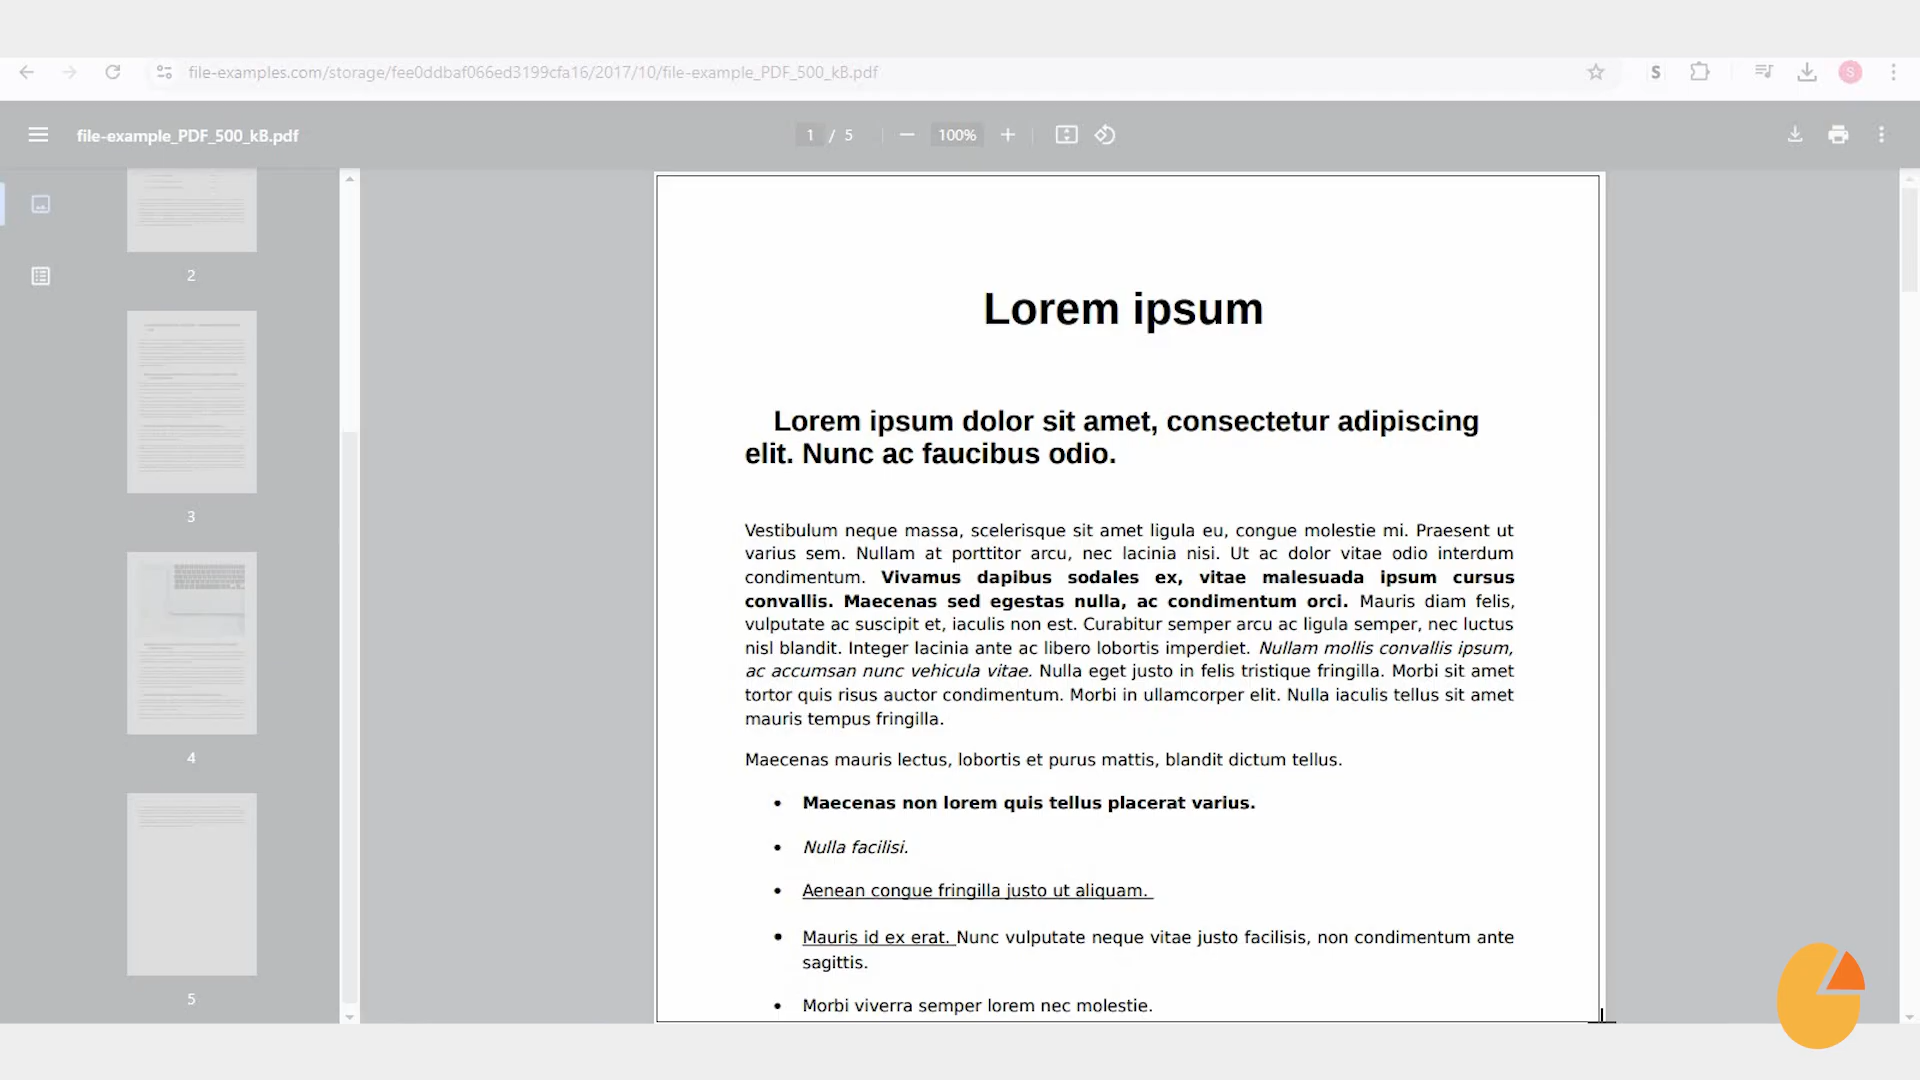 file-examples.com/storage/fee0ddbaf066ed3199cfa16/2017/10/file-example_PDF_500_kB.pdf
S
S
file-example_PDF_500_kB.pdf
1 / 5
100%
2
3
4
5
Lorem ipsum
Lorem ipsum dolor sit amet, consectetur adipiscing
elit. Nunc ac faucibus odio.
Vestibulum neque massa, scelerisque sit amet ligula eu, congue molestie mi. Praesent ut
varius sem. Nullam at porttitor arcu, nec lacinia nisi. Ut ac dolor vitae odio interdum
condimentum. Vivamus dapibus sodales ex, vitae malesuada ipsum cursus
convallis. Maecenas sed egestas nulla, ac condimentum orci. Mauris diam felis,
vulputate ac suscipit et, iaculis non est. Curabitur semper arcu ac ligula semper, nec luctus
nisl blandit. Integer lacinia ante ac libero lobortis imperdiet. Nullam mollis convallis ipsum,
ac accumsan nunc vehicula vitae. Nulla eget justo in felis tristique fringilla. Morbi sit amet
tortor quis risus auctor condimentum. Morbi in ullamcorper elit. Nulla iaculis tellus sit amet
mauris tempus fringilla.
Maecenas mauris lectus, lobortis et purus mattis, blandit dictum tellus.
• Maecenas non lorem quis tellus placerat varius.
• Nulla facilisi.
• Aenean congue fringilla justo ut aliquam.
• Mauris id ex erat. Nunc vulputate neque vitae justo facilisis, non condimentum ante
sagittis.
• Morbi viverra semper lorem nec molestie.